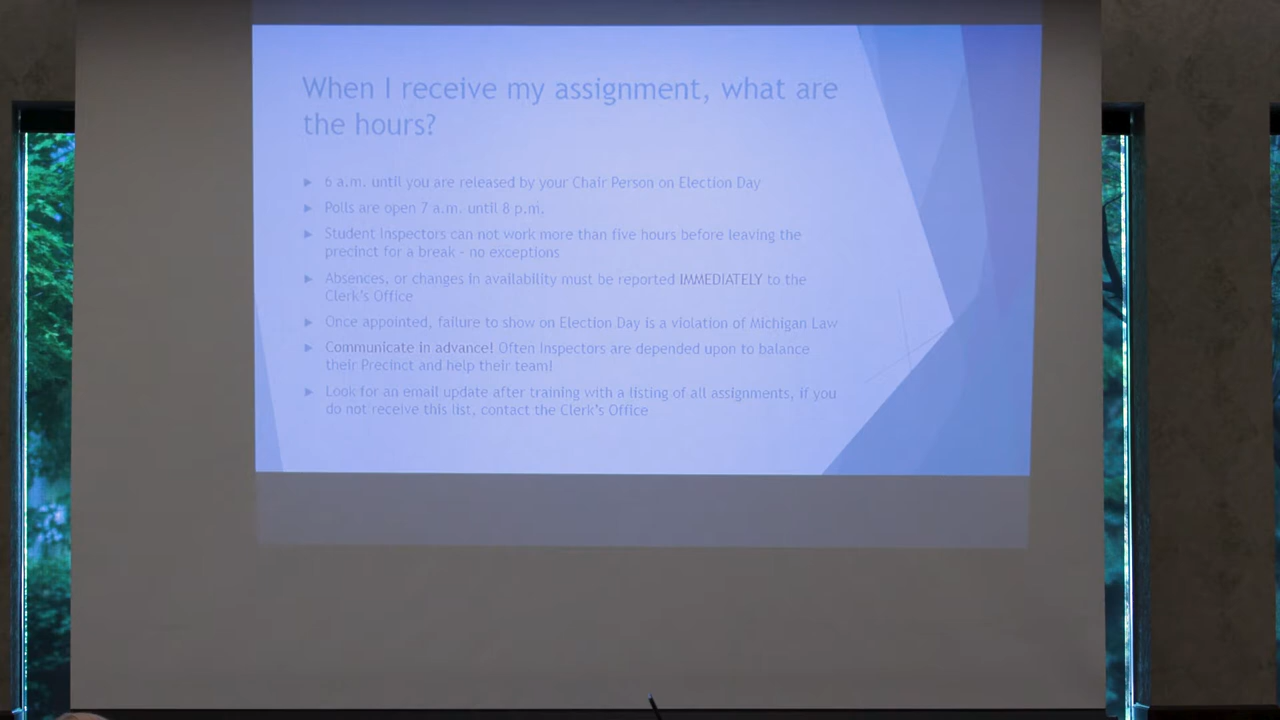 When I receive my assignment, what are
the hours?
6 a.m. until you are released by your Chair Person on Election Day
Polls are open 7 a.m. until 8 p.m.
Student Inspectors can not work more than five hours before leaving the
precinct for a break - no exceptions
Absences, or changes in availability must be reported IMMEDIATELY to the
Clerk's Office
Once appointed, failure to show on Election Day is a violation of Michigan Law
Communicate in advance! Often Inspectors are depended upon to balance
their Precinct and help their team!
Look for an email update after training with a listing of all assignments, if you
do not receive this list, contact the Clerk's Office